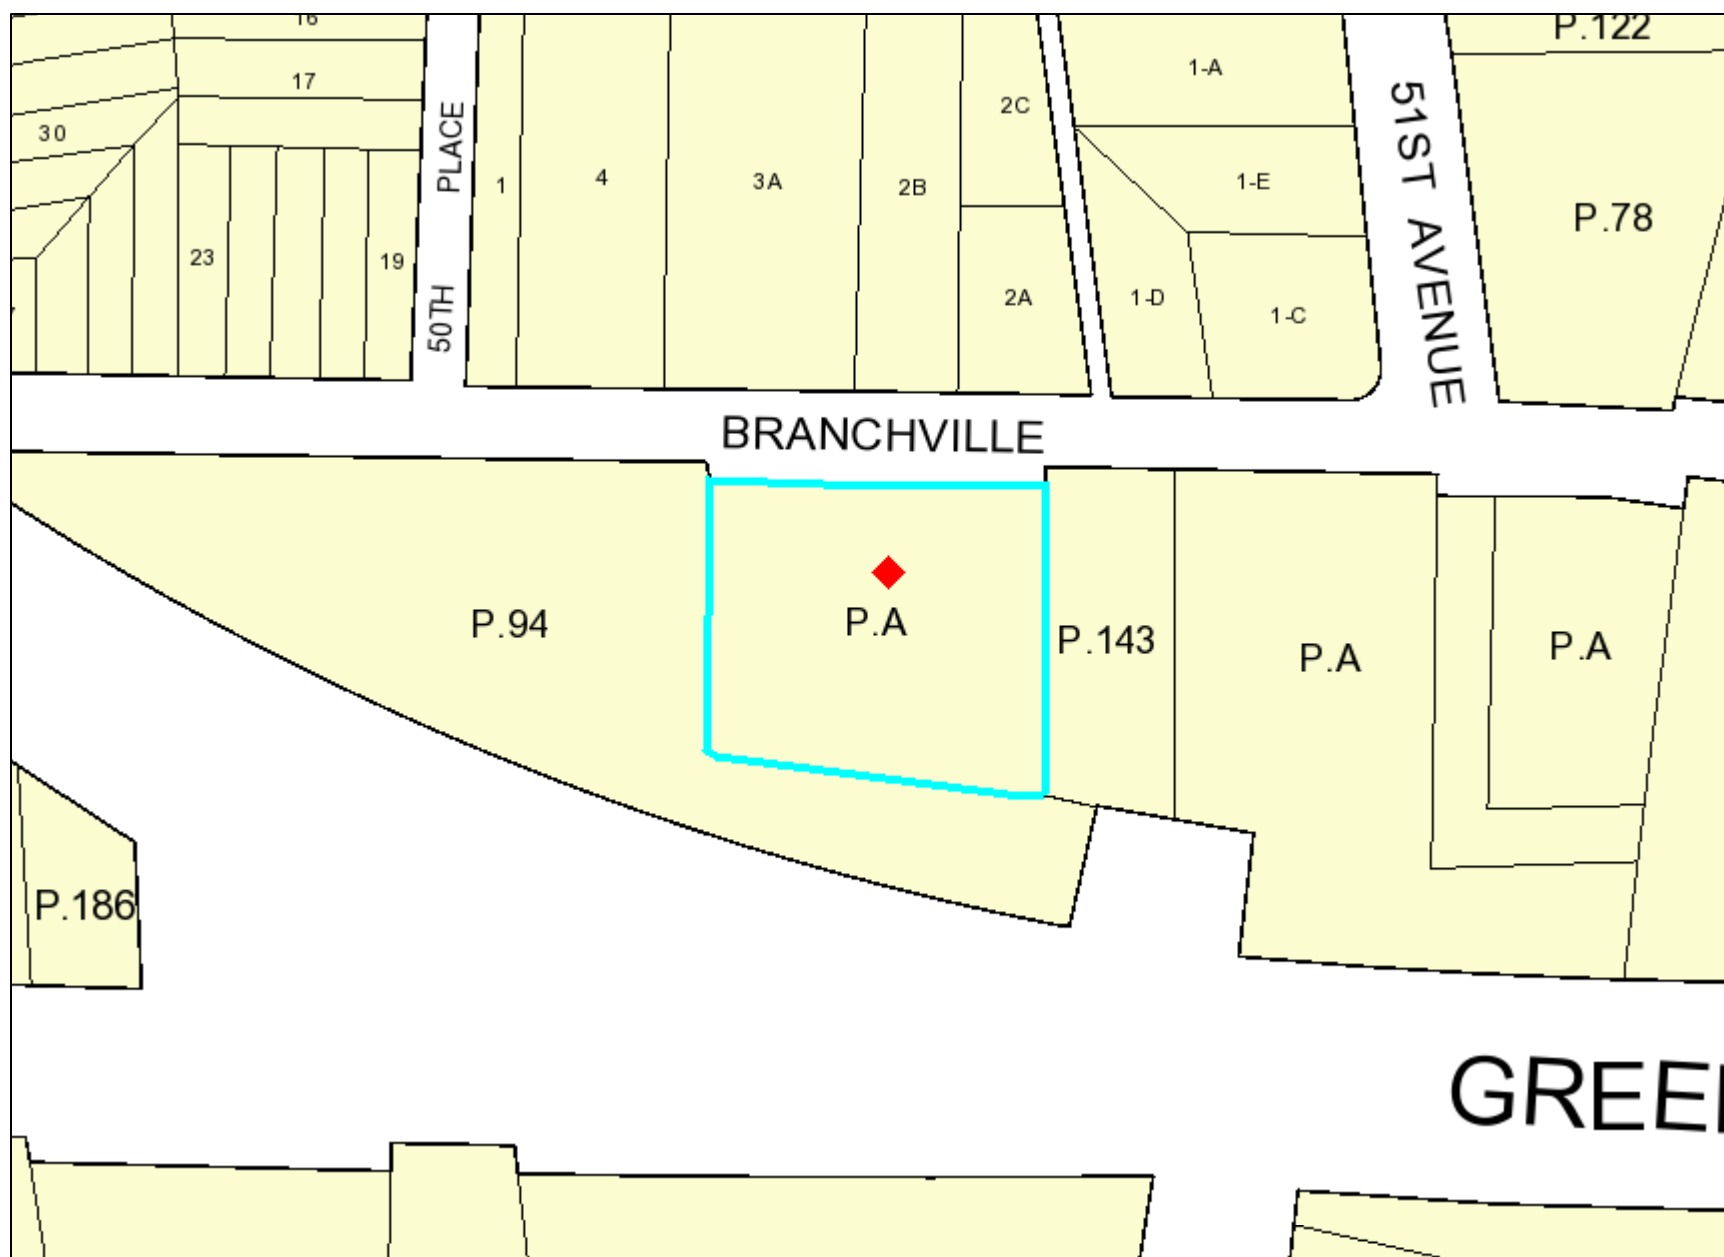 16
P.122
17
1-A
30
PLACE
2C
51ST AVENUE
1
4
3A
2B
1-E
P.78
23
19
50TH
2A
1-D
1-C
BRANCHVILLE
P.94
P.A
P.143
P.A
P.A
P.186
GREE